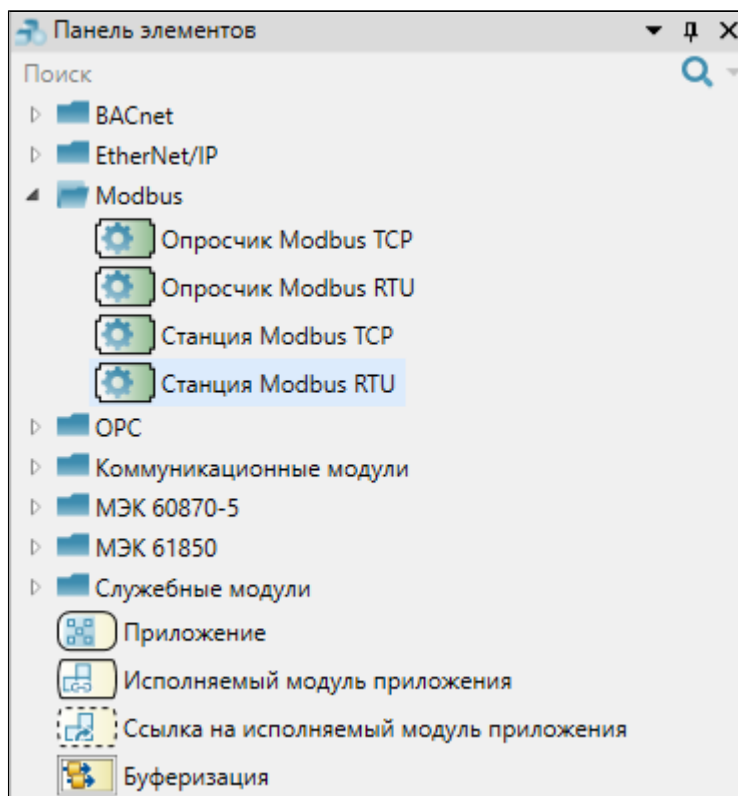 Панель элементов
Поиск
BACnet
EtherNet/IP
Modbus
Опросчик Modbus TCP
Опросчик Modbus RTU
Станция Modbus TCP
Станция Modbus RTU
OPC
Коммуникационные модули
МЭК 60870-5
МЭК 61850
Служебные модули
Приложение
Исполняемый модуль приложения
Ссылка на исполняемый модуль приложения
Буферизация